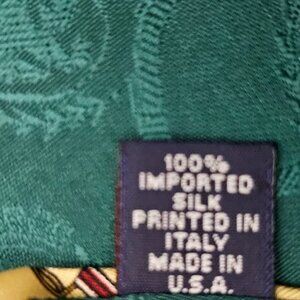 100%
IMPORTED
SILK
PRINTED IN
ITALY
MADE IN
U.S.A.